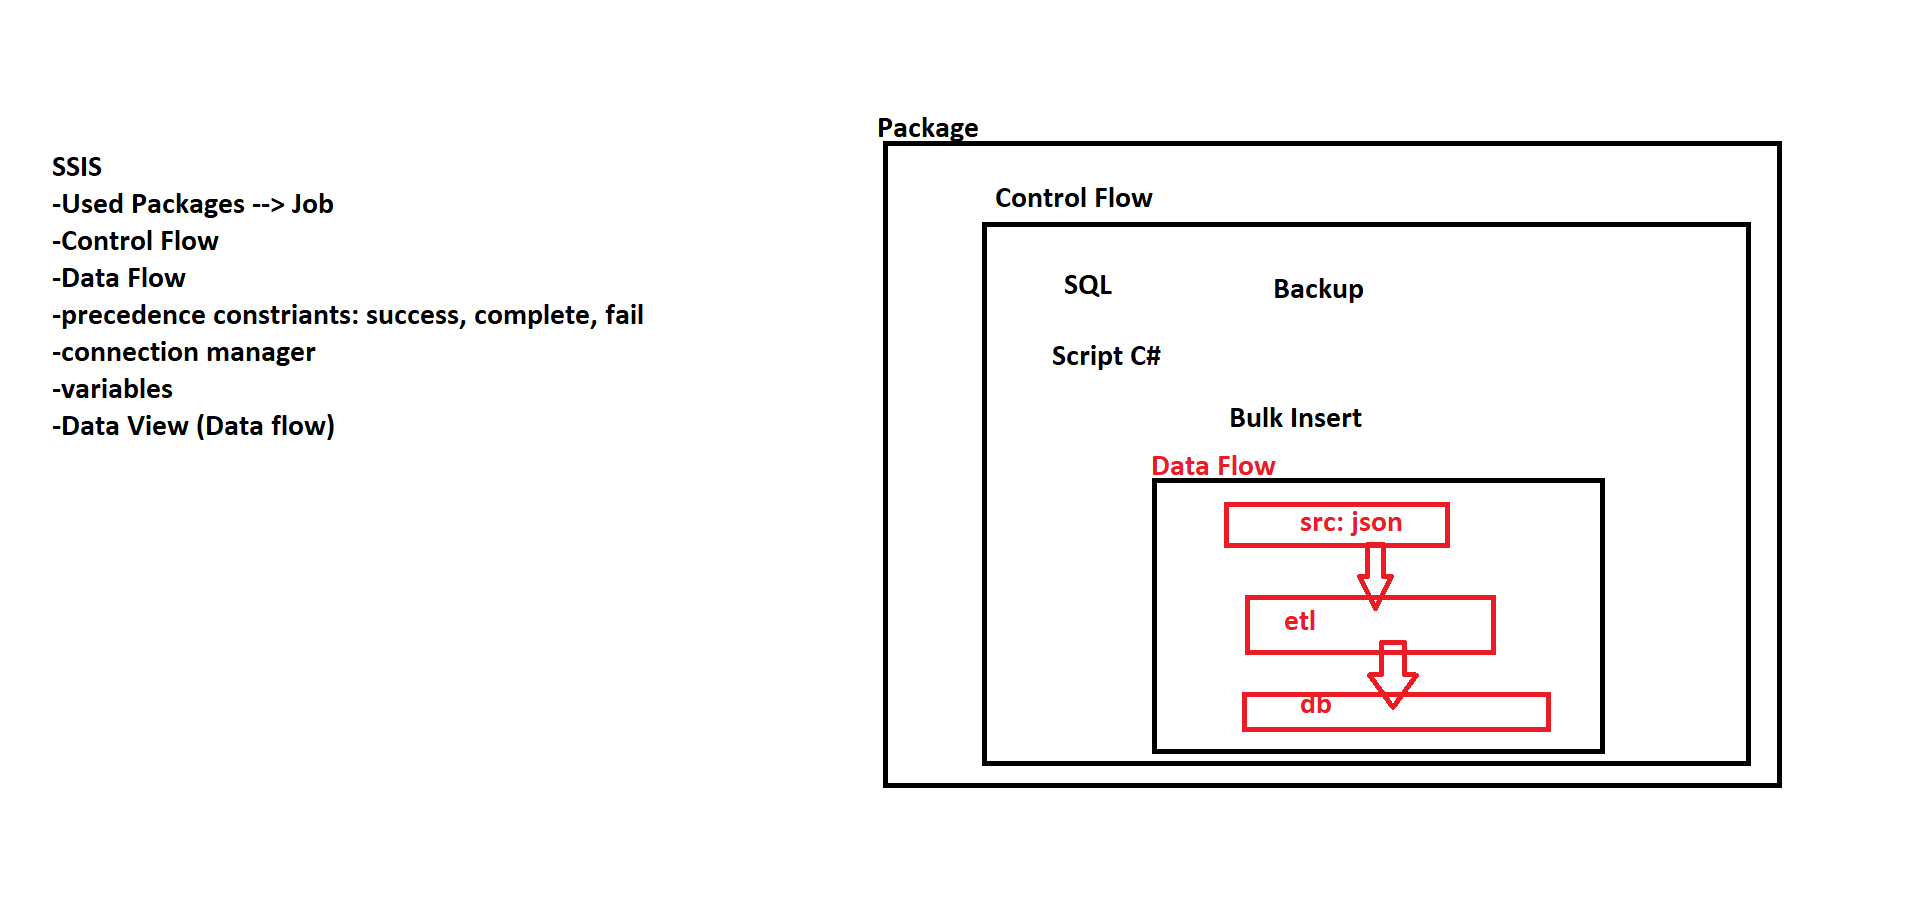 SSIS
-Used Packages --> Job
-Control Flow
-Data Flow
-precedence constriants: success, complete, fail
-connection manager
-variables
-Data View (Data flow)
Package
Control Flow
SQL
Backup
Script C#
Bulk Insert
Data Flow
src: json
etl
db